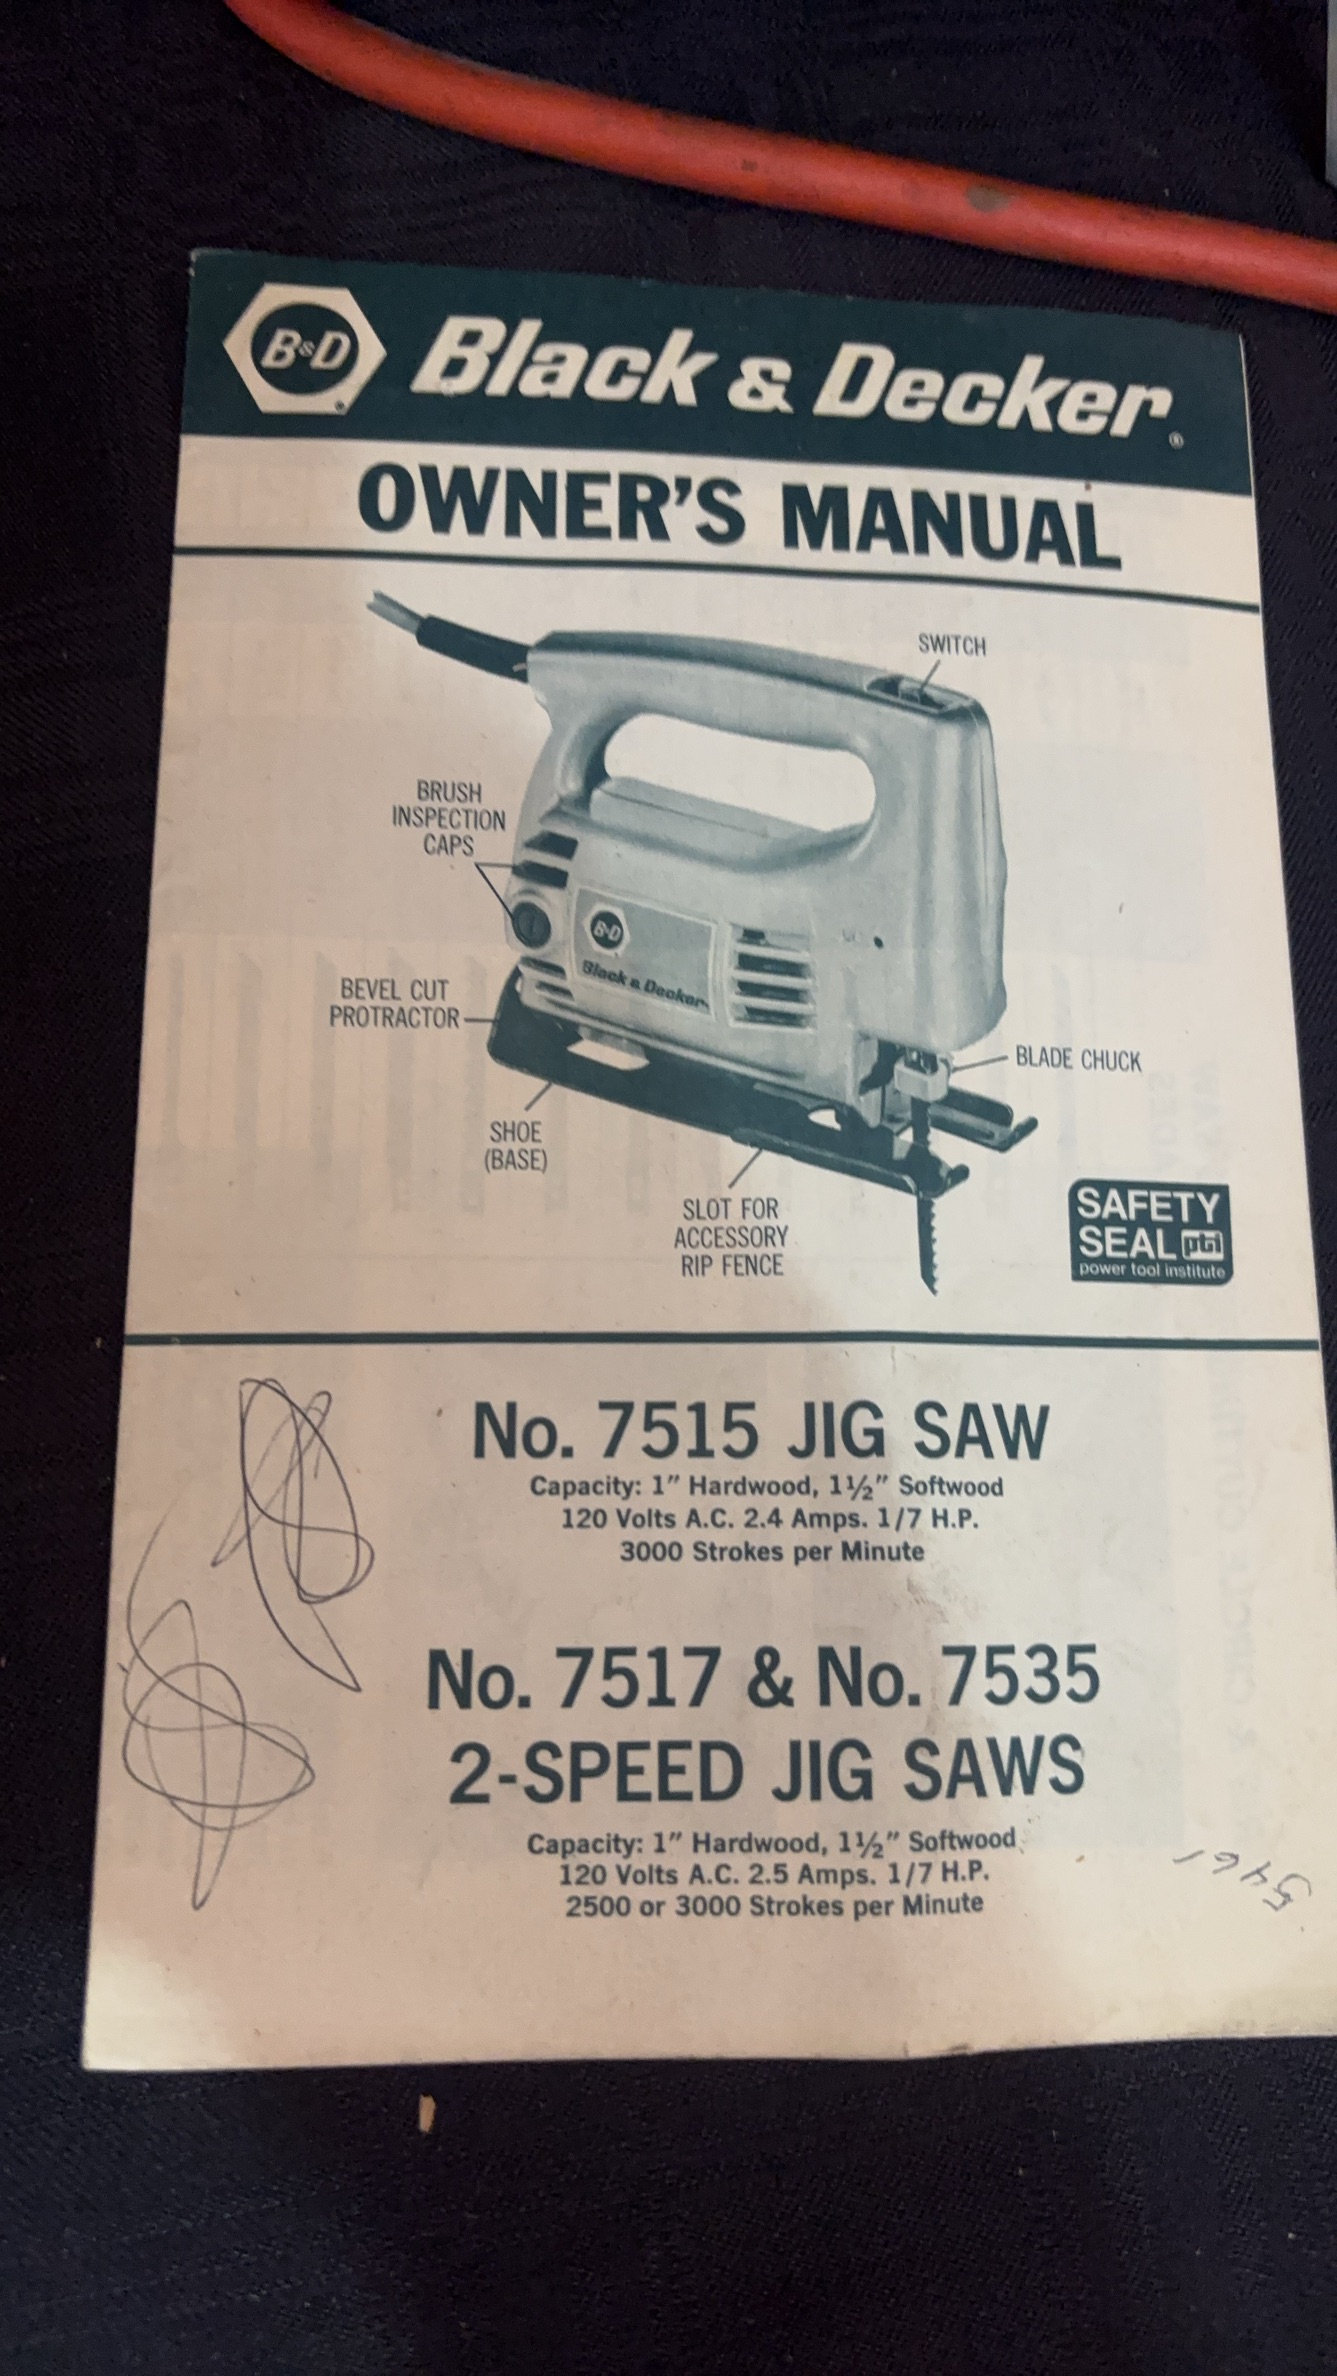 B&D Black & Decker®
OWNER'S MANUAL
SWITCH
BRUSH
INSPECTION
CAPS
B&D
Black & Decker
BEVEL CUT
PROTRACTOR
BLADE CHUCK
SHOE
(BASE)
SLOT FOR
ACCESSORY
RIP FENCE
SAFETY
SEAL pti
power tool institute
No. 7515 JIG SAW
Capacity: 1" Hardwood, 1½" Softwood
120 Volts A.C. 2.4 Amps. 1/7 H.P.
3000 Strokes per Minute
No. 7517 & No. 7535
2-SPEED JIG SAWS
Capacity: 1" Hardwood, 1½" Softwood
120 Volts A.C. 2.5 Amps. 1/7 H.P.
2500 or 3000 Strokes per Minute